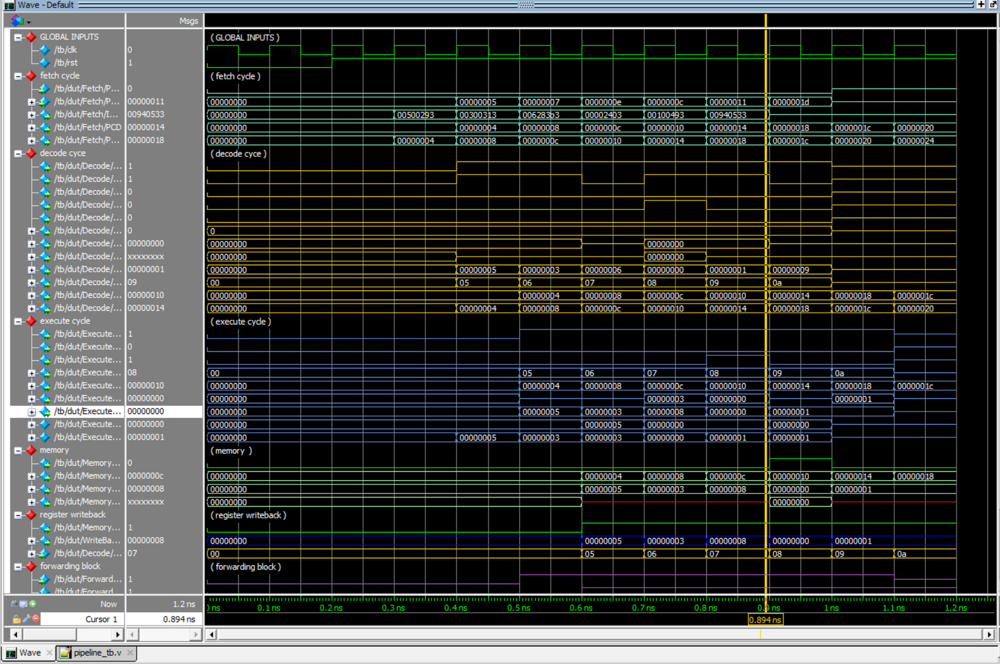 Wave - Default
Msgs
GLOBAL INPUTS ( GLOBAL INPUTS )
/tb/clk 0
/tb/rst 1
fetch cycle ( fetch cycle )
/tb/dut/Fetch/P... 0
/tb/dut/Fetch/P... 00000011 00000000 00000005 00000007 0000000e 0000000c 00000011 0000001d
/tb/dut/Fetch/I... 00940533 00000000 00500293 00300313 006283b3 00002403 00100493 00940533
/tb/dut/Fetch/PCD 00000014 00000000 00000004 00000008 0000000c 00000010 00000014 00000018 0000001c 00000020
/tb/dut/Fetch/P... 00000018 00000000 00000004 00000008 0000000c 00000010 00000014 00000018 0000001c 00000020 00000024
decode cyce ( decode cyce )
/tb/dut/Decode/... 1
/tb/dut/Decode/... 1
/tb/dut/Decode/... 0
/tb/dut/Decode/... 0
/tb/dut/Decode/... 0
/tb/dut/Decode/... 0 0
/tb/dut/Decode/... 00000000 00000000 00000000
/tb/dut/Decode/... xxxxxxxx 00000000 00000000
/tb/dut/Decode/... 00000001 00000000 00000005 00000003 00000006 00000000 00000001 00000009
/tb/dut/Decode/... 09 00 05 06 07 08 09 0a
/tb/dut/Decode/... 00000010 00000000 00000004 00000008 0000000c 00000010 00000014 00000018 0000001c
/tb/dut/Decode/... 00000014 00000000 00000004 00000008 0000000c 00000010 00000014 00000018 0000001c 00000020
execute cycle ( execute cycle )
/tb/dut/Execute... 1
/tb/dut/Execute... 0
/tb/dut/Execute... 1
/tb/dut/Execute... 08 00 05 06 07 08 09 0a
/tb/dut/Execute... 00000010 00000000 00000004 00000008 0000000c 00000010 00000014 00000018 0000001c
/tb/dut/Execute... 00000000 00000000 00000003 00000000 00000001
/tb/dut/Execute... 00000000 00000000 00000005 00000003 00000008 00000000 00000001
/tb/dut/Execute... 00000000 00000000 00000005 00000000 00000000
/tb/dut/Execute... 00000001 00000000 00000005 00000003 00000003 00000000 00000001 00000001
memory ( memory )
/tb/dut/Memory... 0
/tb/dut/Memory... 0000000c 00000000 00000004 00000008 0000000c 00000010 00000014 00000018
/tb/dut/Memory... 00000008 00000000 00000005 00000003 00000008 00000000 00000001
/tb/dut/Memory... xxxxxxxx 00000000 00000000
register writeback ( register writeback )
/tb/dut/Memory... 1
/tb/dut/WriteBa... 00000008 00000000 00000005 00000003 00000008 00000000 00000001
/tb/dut/Decode/... 07 00 05 06 07 08 09 0a
forwarding block ( forwarding block )
/tb/dut/Forward... 1
/tb/dut/Forward 1
Now 1.2 ns ns 0.1 ns 0.2 ns 0.3 ns 0.4 ns 0.5 ns 0.6 ns 0.7 ns 0.8 ns 0.9 ns 1 ns 1.1 ns 1.2 ns
Cursor 1 0.894 ns 0.894 ns
Wave pipeline_tb.v